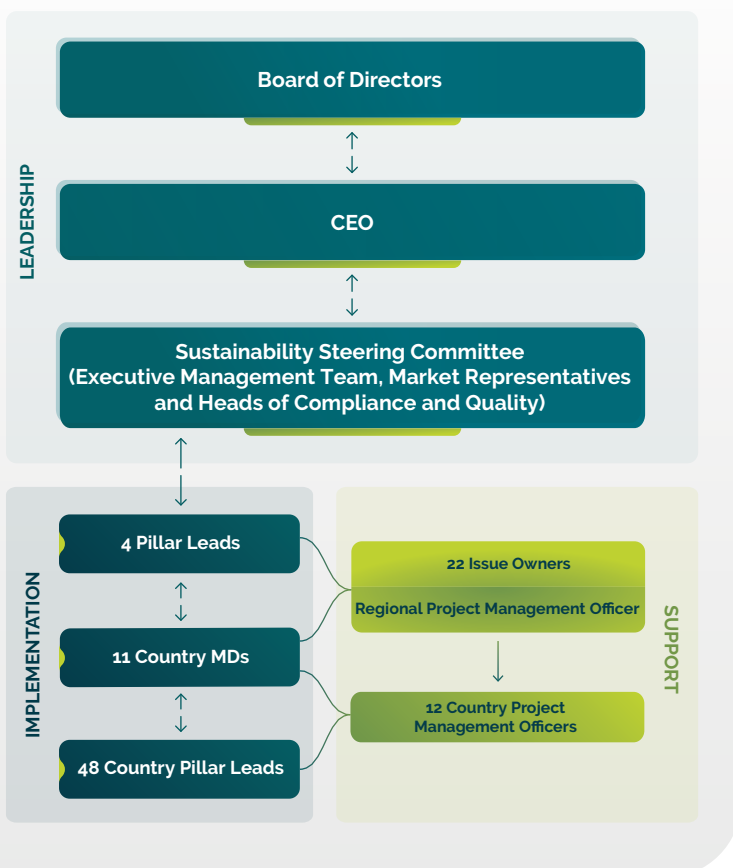 LEADERSHIP
Board of Directors
CEO
Sustainability Steering Committee
(Executive Management Team, Market Representatives
and Heads of Compliance and Quality)
IMPLEMENTATION
4 Pillar Leads
11 Country MDs
48 Country Pillar Leads
SUPPORT
22 Issue Owners
Regional Project Management Officer
12 Country Project
Management Officers